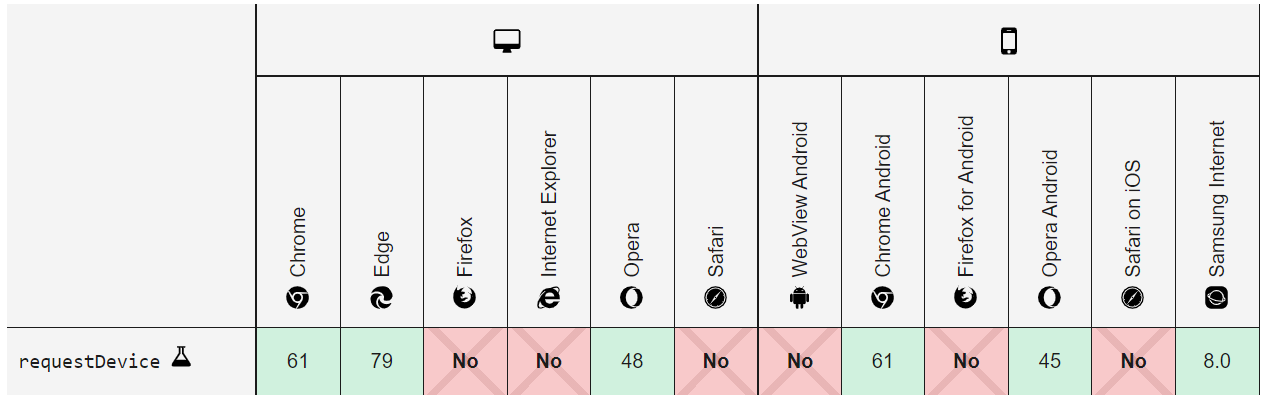 Chrome
Edge
Firefox
Internet Explorer
Opera
Safari
WebView Android
Chrome Android
Firefox for Android
Opera Android
Safari on iOS
Samsung Internet
requestDevice 61 79 No No 48 No No 61 No 45 No 8.0